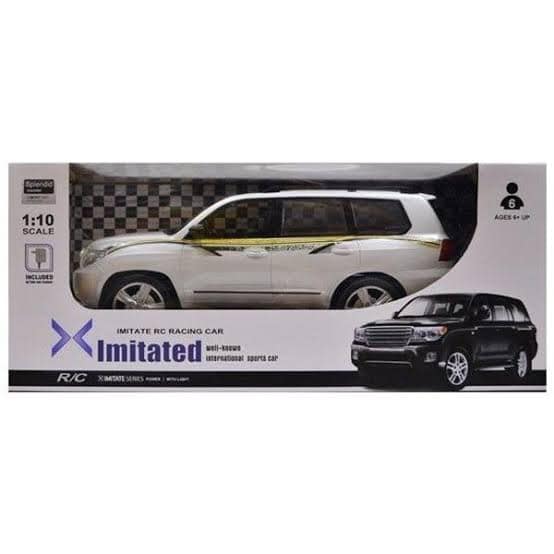 Splendid
1:10
SCALE
INCLUDED
6
AGES 6+ UP
IMITATE RC RACING CAR
X Imitated well-known
international sports car
R/C
IMITATE SERIES POWER WITH LIGHT